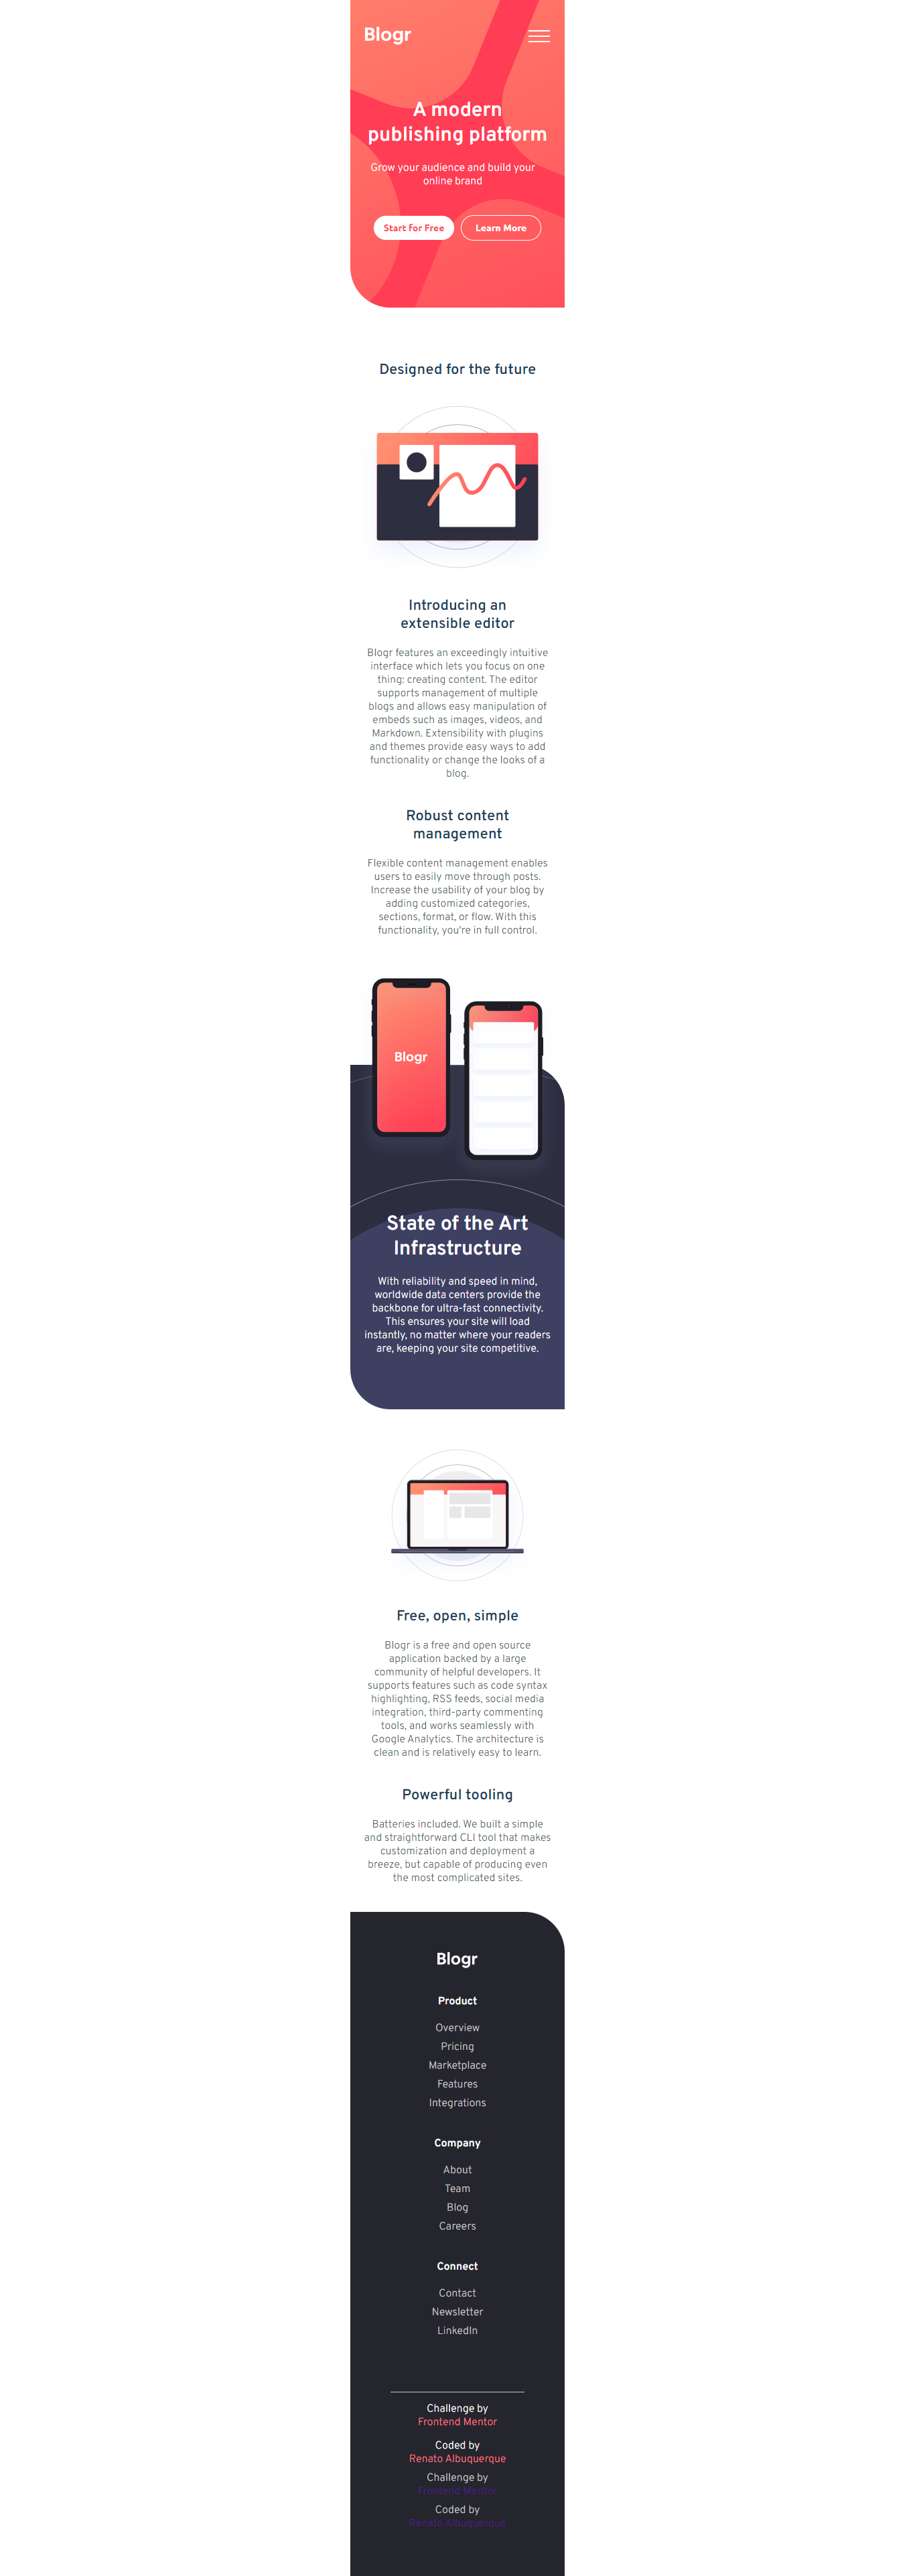 Blogr
A modern
publishing platform
Grow your audience and build your
online brand
Start for Free
Learn More
Designed for the future
Introducing an
extensible editor
Blogr features an exceedingly intuitive
interface which lets you focus on one
thing: creating content. The editor
supports management of multiple
blogs and allows easy manipulation of
embeds such as images, videos, and
Markdown. Extensibility with plugins
and themes provide easy ways to add
functionality or change the looks of a
blog.
Robust content
management
Flexible content management enables
users to easily move through posts.
Increase the usability of your blog by
adding customized categories,
sections, format, or flow. With this
functionality, you're in full control.
Blogr
State of the Art
Infrastructure
With reliability and speed in mind,
worldwide data centers provide the
backbone for ultra-fast connectivity.
This ensures your site will load
instantly, no matter where your readers
are, keeping your site competitive.
Free, open, simple
Blogr is a free and open source
application backed by a large
community of helpful developers. It
supports features such as code syntax
highlighting, RSS feeds, social media
integration, third-party commenting
tools, and works seamlessly with
Google Analytics. The architecture is
clean and is relatively easy to learn.
Powerful tooling
Batteries included. We built a simple
and straightforward CLI tool that makes
customization and deployment a
breeze, but capable of producing even
the most complicated sites.
Blogr
Product
Overview
Pricing
Marketplace
Features
Integrations
Company
About
Team
Blog
Careers
Connect
Contact
Newsletter
LinkedIn
Challenge by
Frontend Mentor
Coded by
Renato Albuquerque
Challenge by
Frontend Mentor
Coded by
Renato Albuquerque